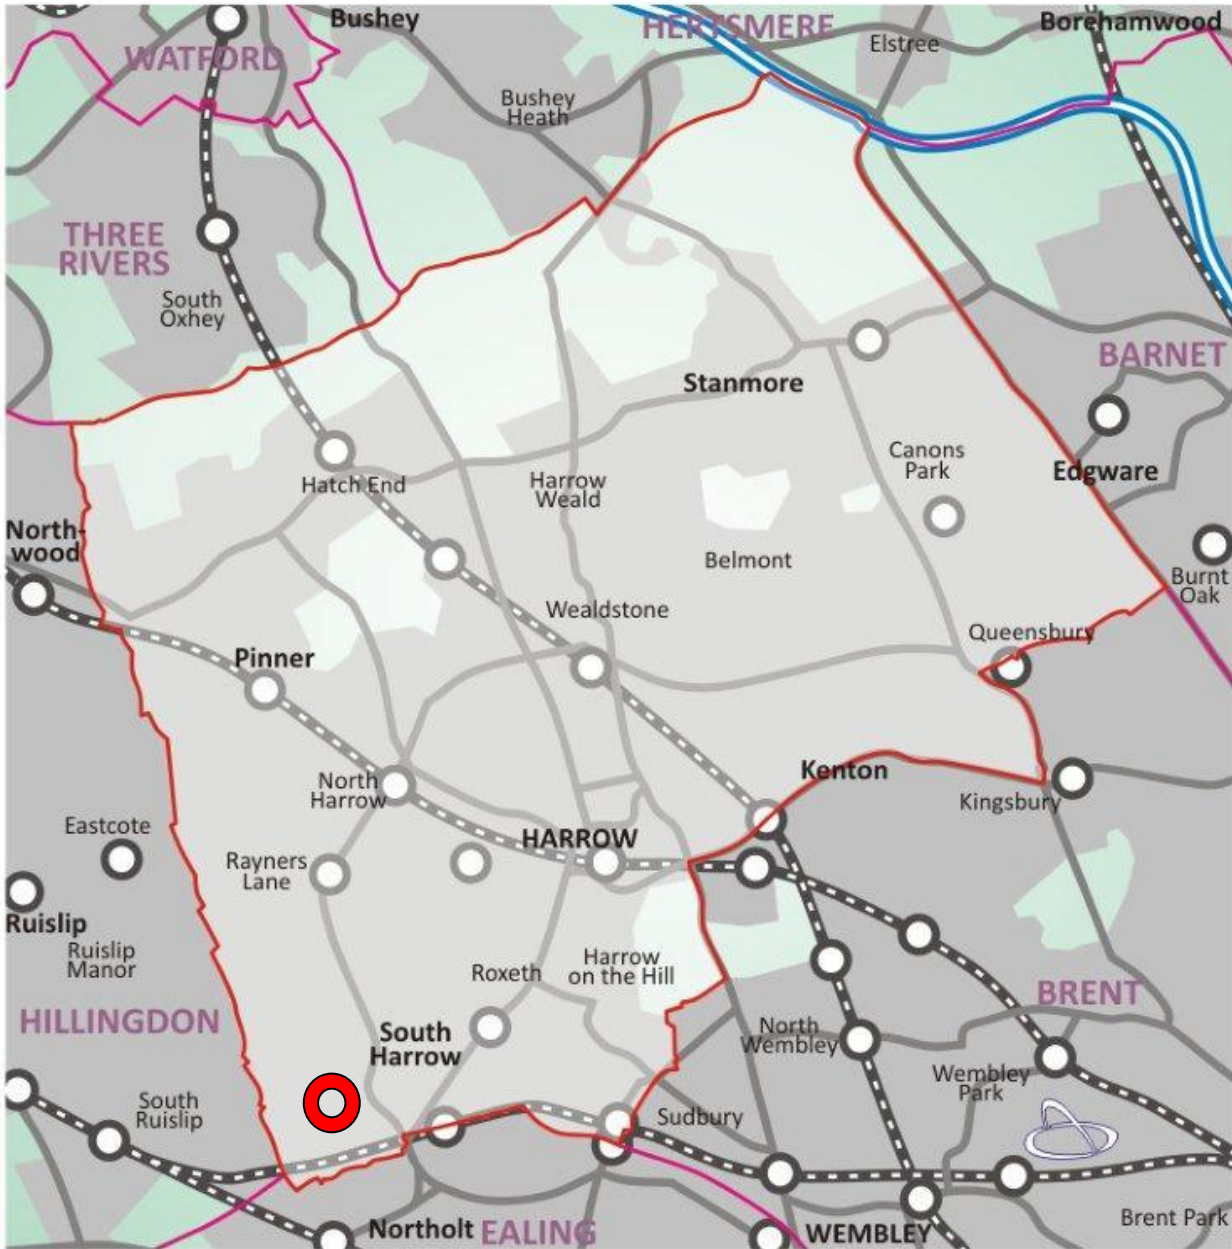 Bushey
HERTSMERE
Borehamwood
WATFORD
Elstree
Bushey
Heath
THREE
RIVERS
South
Oxhey
BARNET
Stanmore
Canons
Park
Edgware
Hatch End
Harrow
Weald
North-
wood
Belmont
Burnt
Oak
Wealdstone
Queensbury
Pinner
Kenton
North
Harrow
Kingsbury
Eastcote
HARROW
Rayners
Lane
Ruislip
Ruislip
Manor
Roxeth
Harrow
on the Hill
BRENT
HILLINGDON
South
Harrow
North
Wembley
Wembley
Park
South
Ruislip
Sudbury
Northolt
EALING
WEMBLEY
Brent Park